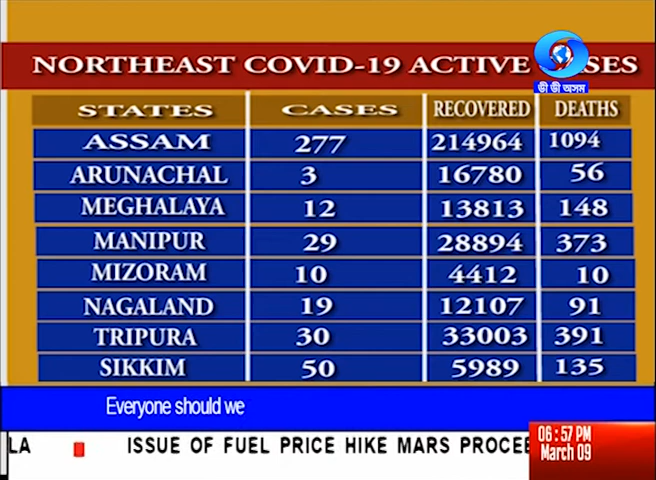 NORTHEAST COVID-19 ACTIVE
ভী ভী অসম
STATES CASES RECOVERED DEATHS
ASSAM 277 214964 1094
ARUNACHAL 3 16780 56
MEGHALAYA 12 13813 148
MANIPUR 29 28894 373
MIZORAM 10 4412 10
NAGALAND 19 12107 91
TRIPURA 30 33003 391
SIKKIM 50 5989 135
Everyone should we
LA ISSUE OF FUEL PRICE HIKE MARS PROCEE
06:57 PM
March 09